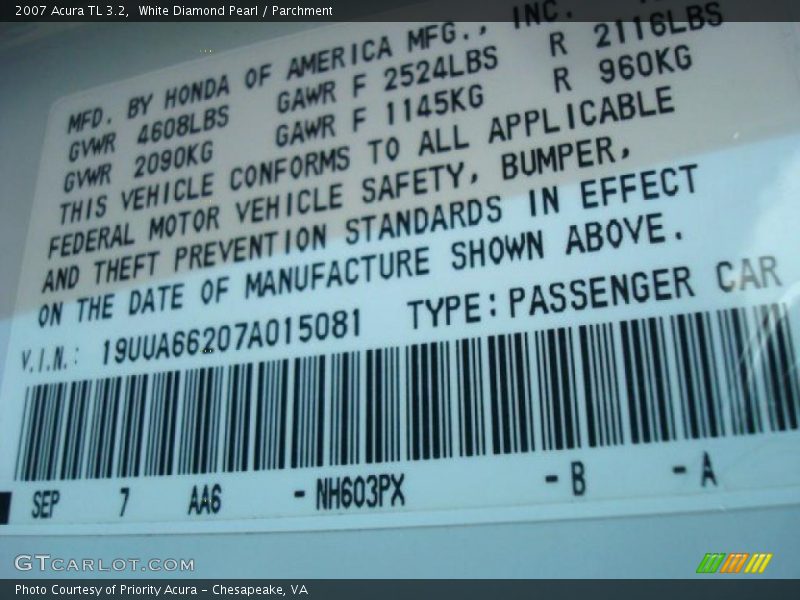 2007 Acura TL 3.2, White Diamond Pearl / Parchment
MFD. BY HONDA OF AMERICA MFG., INC.
GVWR 4608LBS GAWR F 2524LBS R 2116LBS
GVWR 2090KG GAWR F 1145KG R 960KG
THIS VEHICLE CONFORMS TO ALL APPLICABLE
FEDERAL MOTOR VEHICLE SAFETY, BUMPER,
AND THEFT PREVENTION STANDARDS IN EFFECT
ON THE DATE OF MANUFACTURE SHOWN ABOVE.
V.I.N.: 19UUA66207A015081 TYPE: PASSENGER CAR
SEP 7 AA6 - NH603PX - B - A
GTCARLOT.COM
Photo Courtesy of Priority Acura - Chesapeake, VA